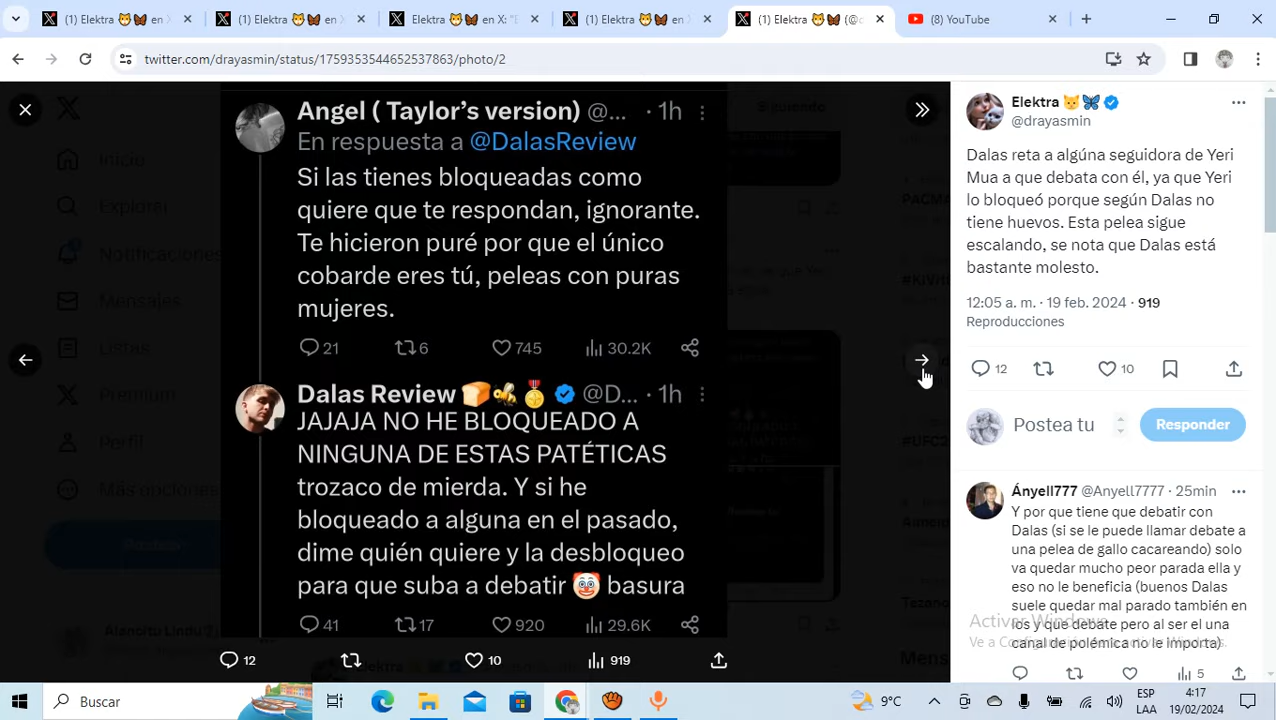 (1) Elektra 🐱🦋 en X
(1) Elektra 🐱🦋 en X
Elektra 🐱🦋 en X: "E
(1) Elektra 🐱🦋 en X
(1) Elektra 🐱🦋 (@d
(8) YouTube
twitter.com/drayasmin/status/1759353544652537863/photo/2
Angel ( Taylor’s version) @... · 1h
En respuesta a @DalasReview
Si las tienes bloqueadas como
quiere que te respondan, ignorante.
Te hicieron puré por que el único
cobarde eres tú, peleas con puras
mujeres.
21 6 745 30.2K
Dalas Review 🍞🐝🏅 @D... · 1h
JAJAJA NO HE BLOQUEADO A
NINGUNA DE ESTAS PATÉTICAS
trozaco de mierda. Y si he
bloqueado a alguna en el pasado,
dime quién quiere y la desbloqueo
para que suba a debatir 🤡 basura
41 17 920 29.6K
12 10 919
Inicio
Explorar
Notificaciones
Mensajes
Listas
Premium
Perfil
Más opciones
Postear
siguiendo
#UFC2
Elektra 🐱🦋
@drayasmin
Dalas reta a algúna seguidora de Yeri
Mua a que debata con él, ya que Yeri
lo bloqueó porque según Dalas no
tiene huevos. Esta pelea sigue
escalando, se nota que Dalas está
bastante molesto.
12:05 a. m. · 19 feb. 2024 · 919
Reproducciones
12 10
Postea tu
Responder
Ányell777 @Anyell7777 · 25min
Y por que tiene que debatir con
Dalas (si se le puede llamar debate a
una pelea de gallo cacareando) solo
va quedar mucho peor parada ella y
eso no le beneficia (buenos Dalas
suele quedar mal parado también en
los y que debate pero al ser el una
canal de polémica no le importa)
5
Buscar
9°C
ESP
LAA
4:17
19/02/2024